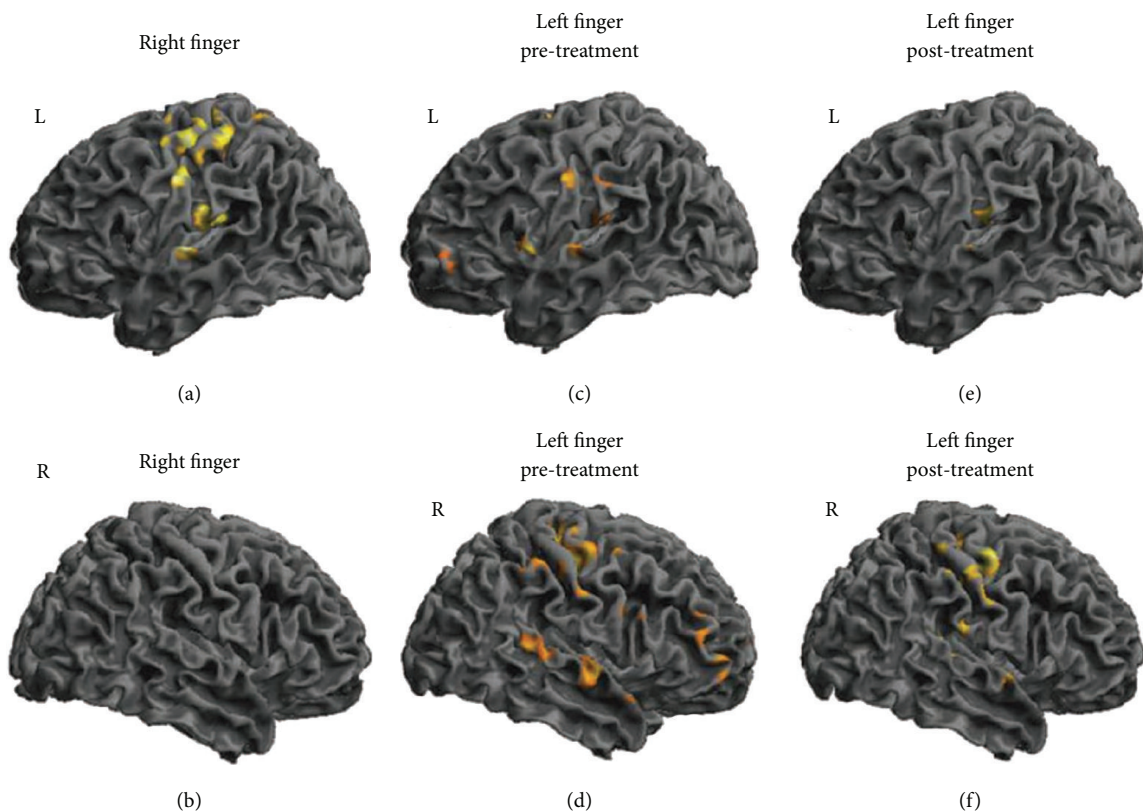 Right finger
Left finger
pre-treatment
Left finger
post-treatment
L
L
L
(a)
(c)
(e)
Right finger
Left finger
pre-treatment
Left finger
post-treatment
R
R
R
(b)
(d)
(f)